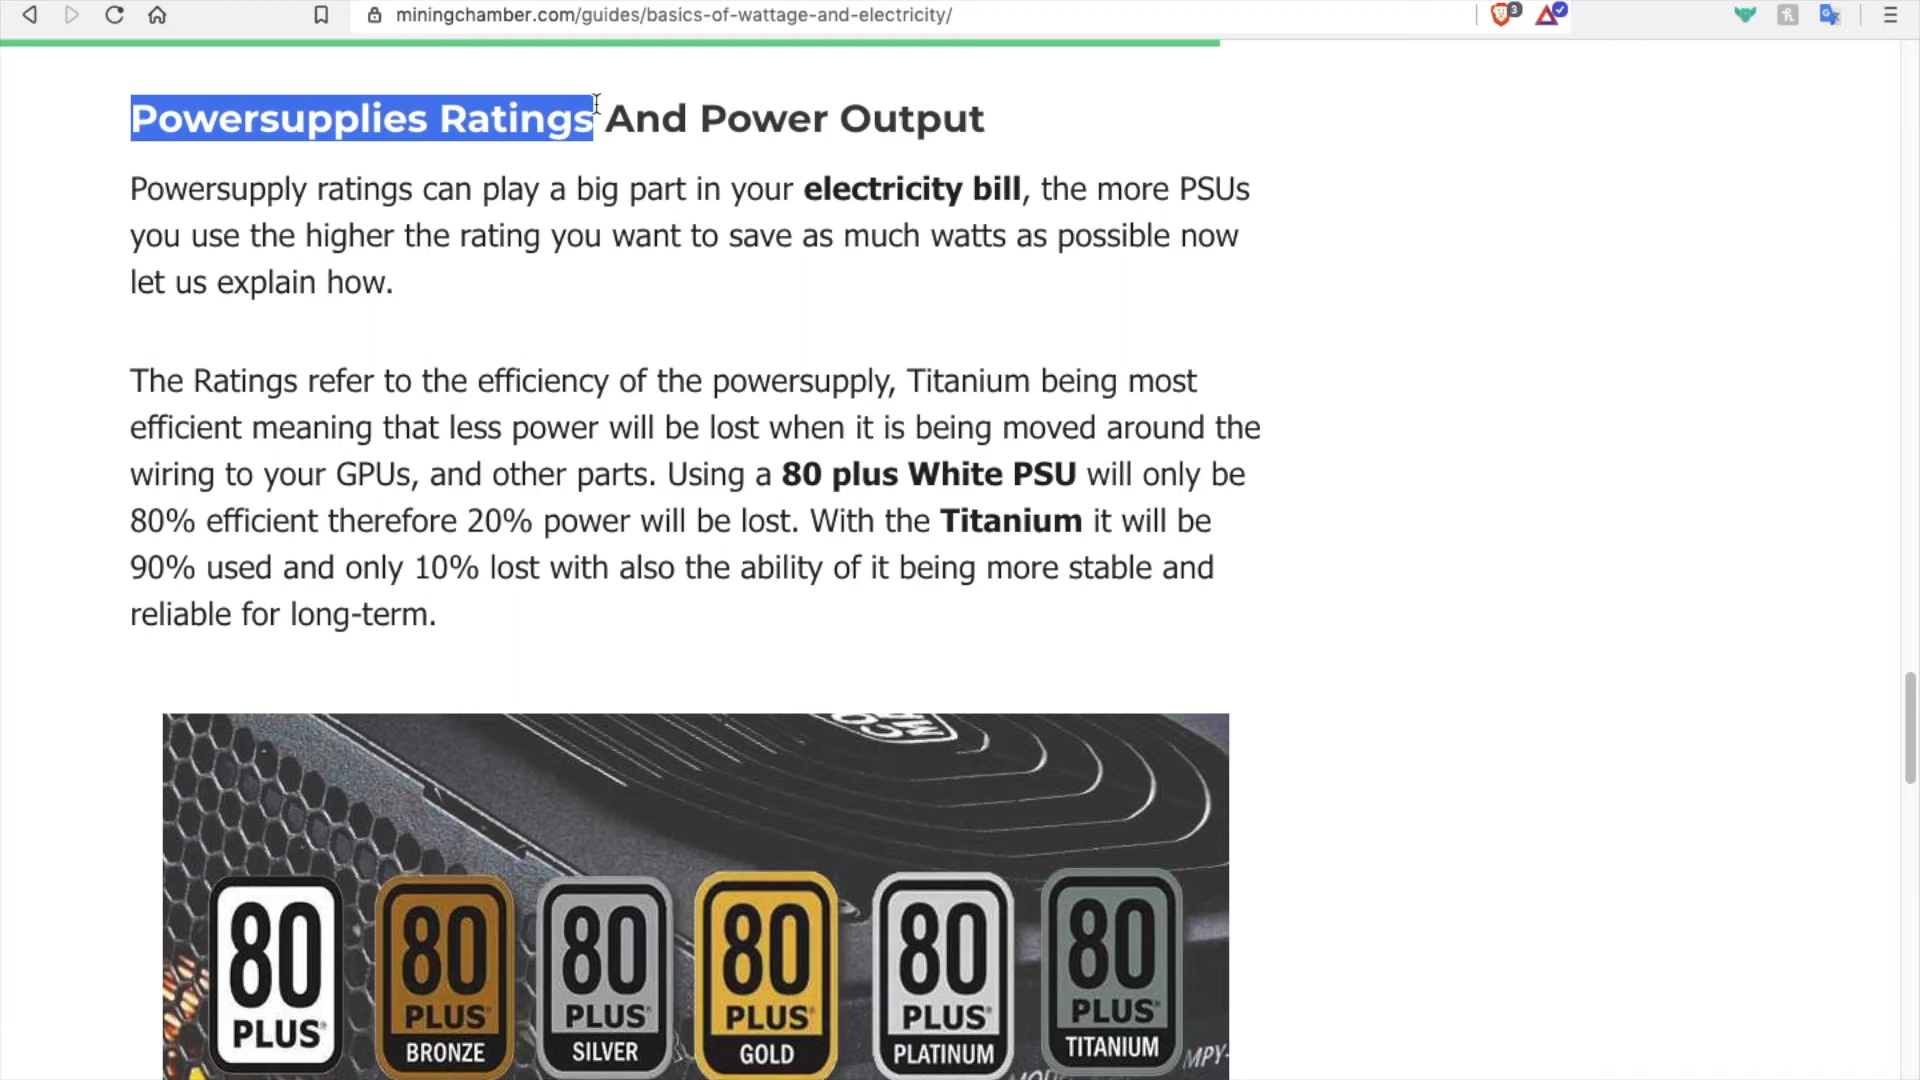 miningchamber.com/guides/basics-of-wattage-and-electricity/
3
Powersupplies Ratings And Power Output
Powersupply ratings can play a big part in your electricity bill, the more PSUs
you use the higher the rating you want to save as much watts as possible now
let us explain how.
The Ratings refer to the efficiency of the powersupply, Titanium being most
efficient meaning that less power will be lost when it is being moved around the
wiring to your GPUs, and other parts. Using a 80 plus White PSU will only be
80% efficient therefore 20% power will be lost. With the Titanium it will be
90% used and only 10% lost with also the ability of it being more stable and
reliable for long-term.
80 PLUS®
80 PLUS® BRONZE
80 PLUS® SILVER
80 PLUS® GOLD
80 PLUS® PLATINUM
80 PLUS® TITANIUM
MPY-